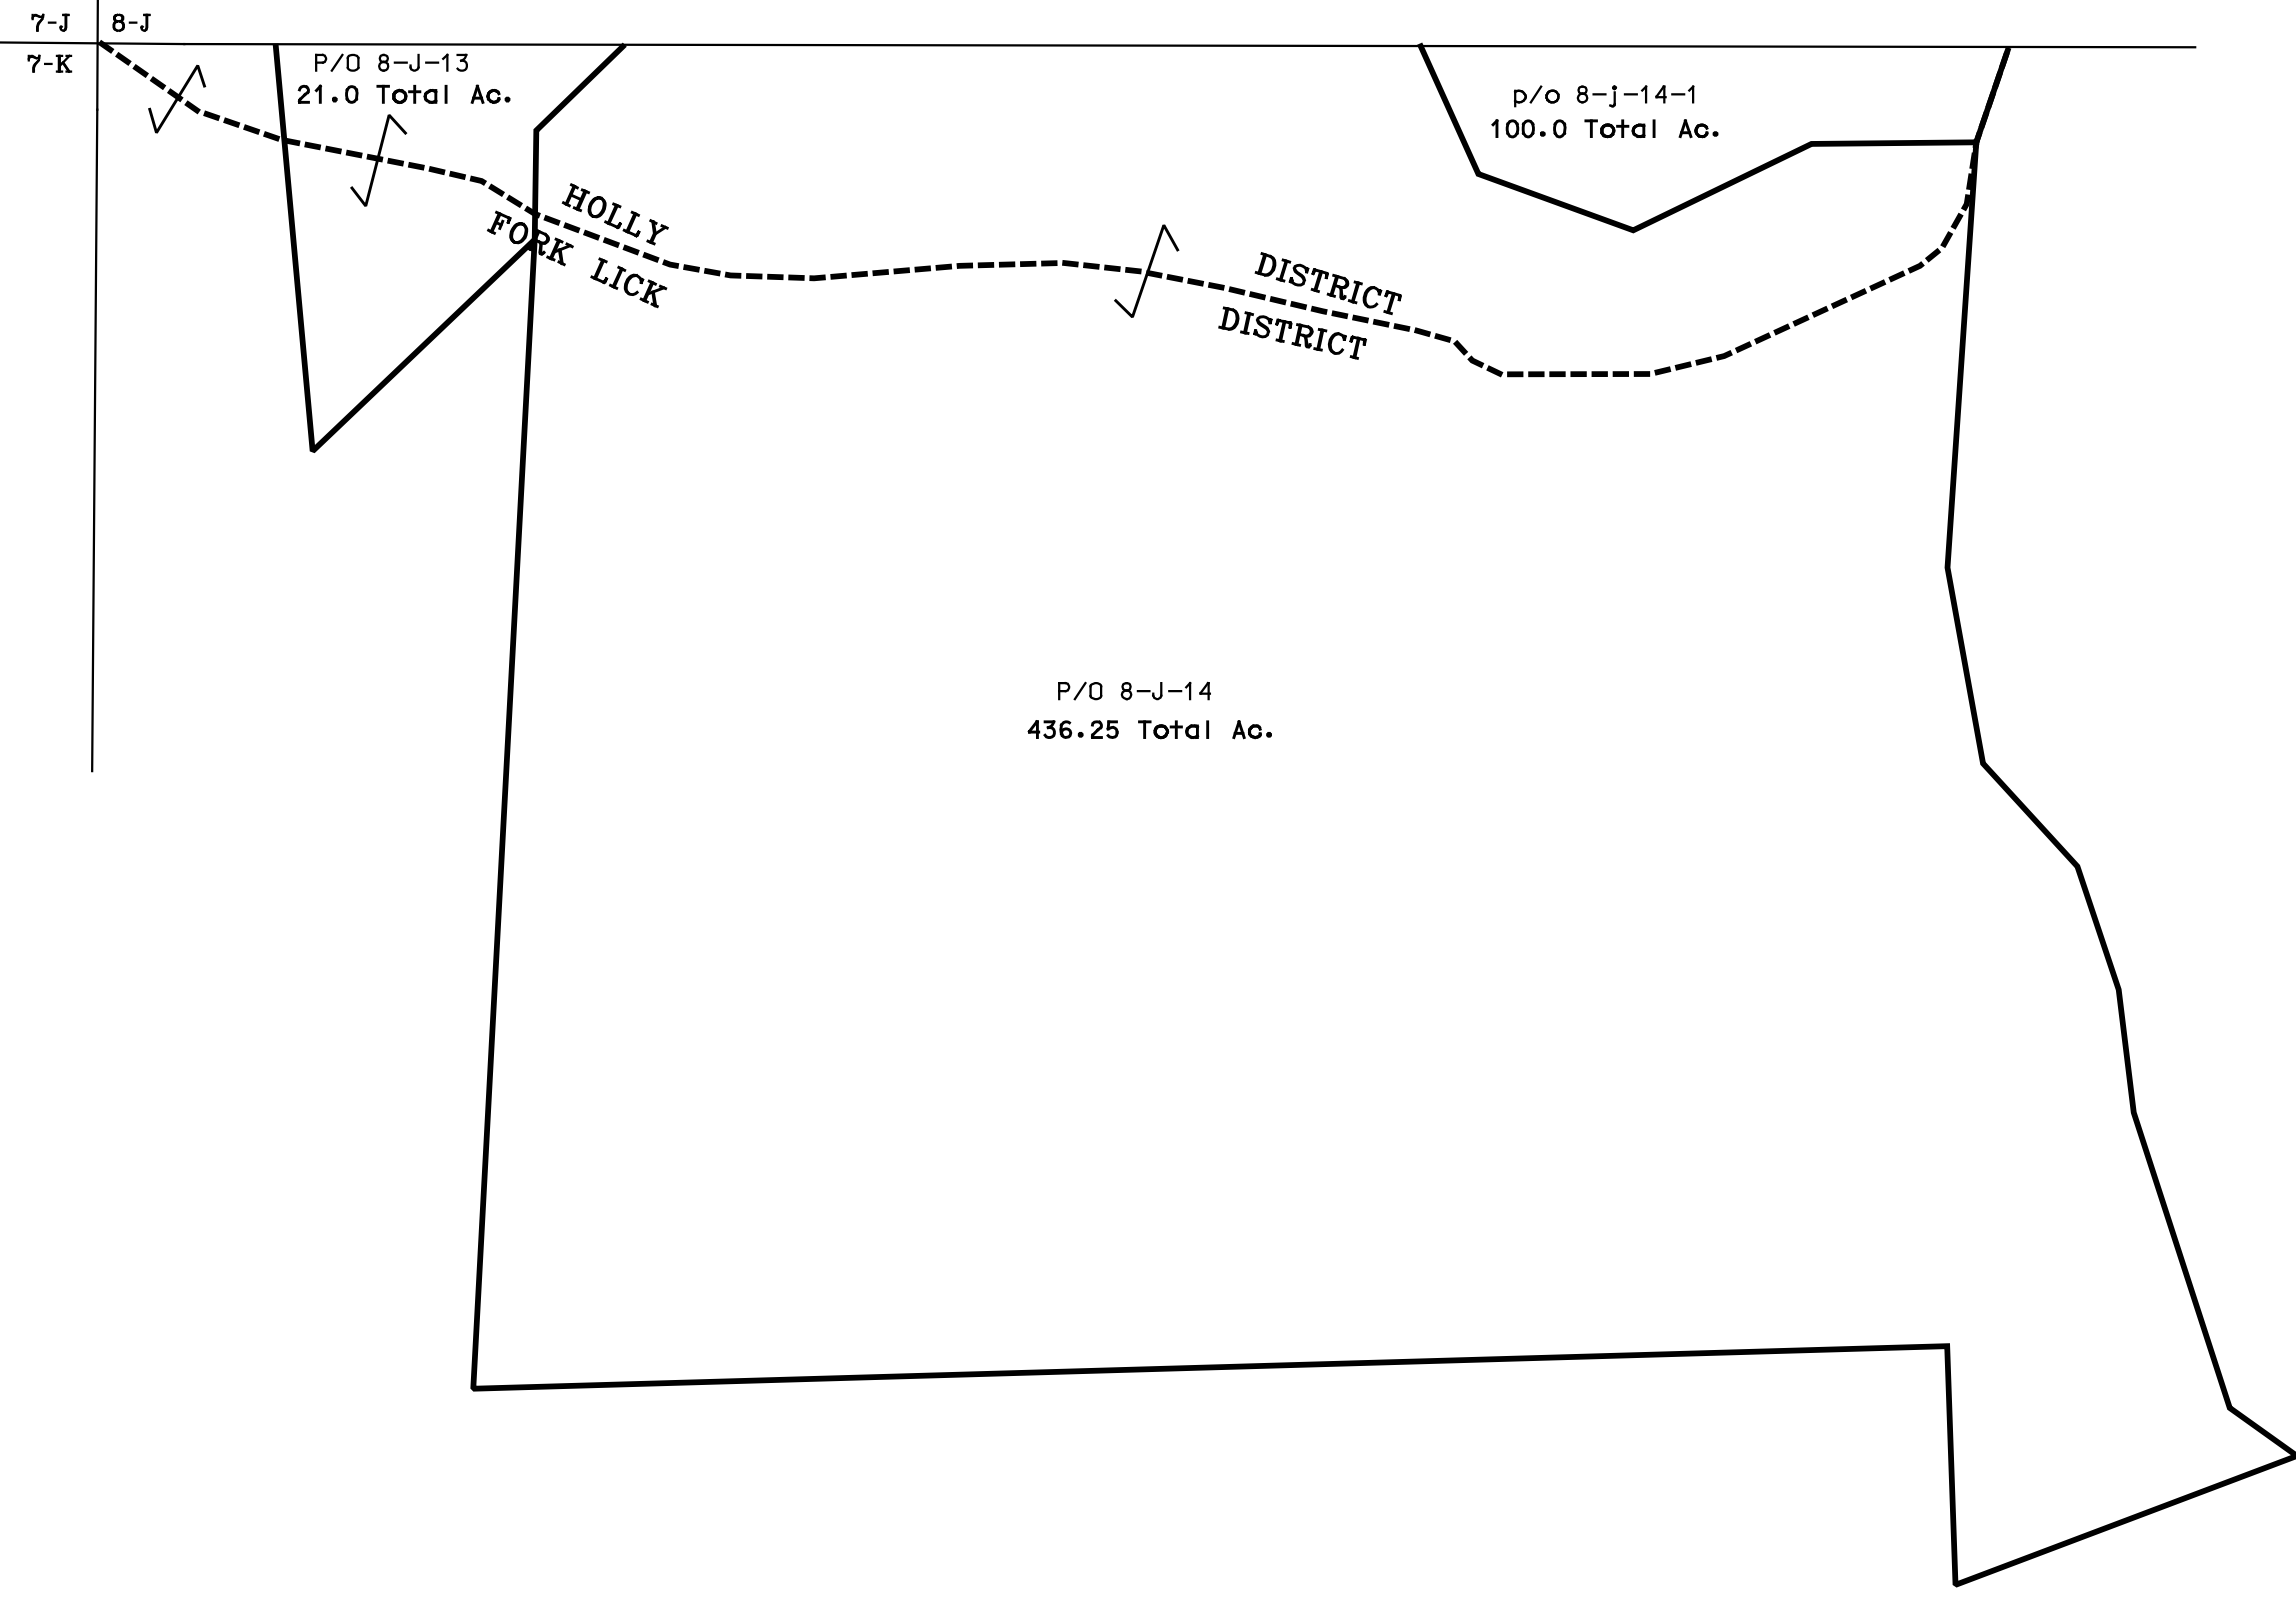 7-J
8-J
7-K
P/O 8-J-13
21.0 Total Ac.
p/o 8-j-14-1
100.0 Total Ac.
HOLLY
FORK LICK
DISTRICT
DISTRICT
P/O 8-J-14
436.25 Total Ac.